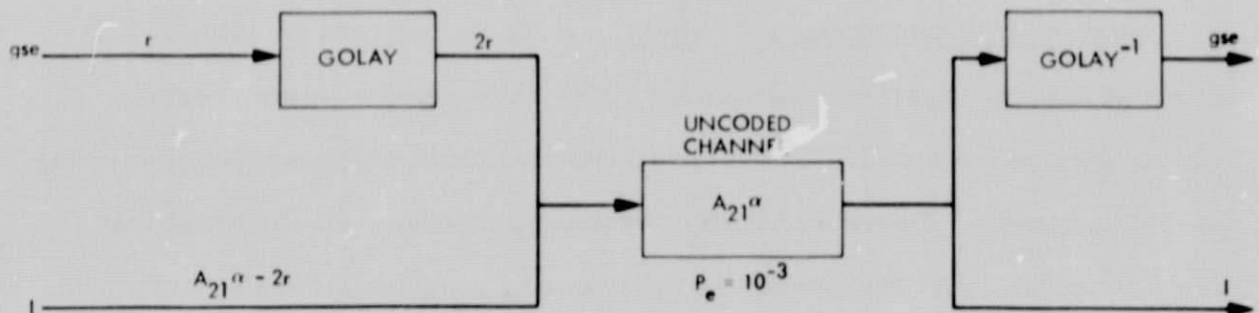 gse
r
GOLAY
2r
GOLAY⁻¹
gse
UNCODED
A₂₁α
A₂₁α - 2r
Pₑ = 10⁻³
I
I